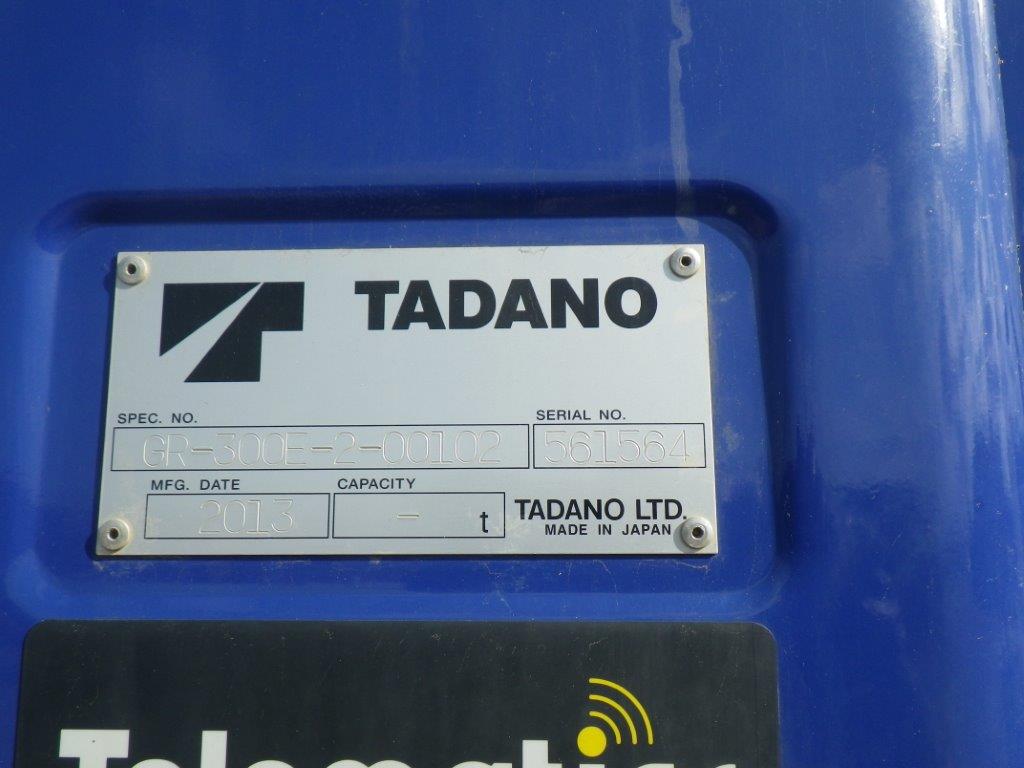 TADANO
SPEC. NO. SERIAL NO.
GR-300E-2-00102 561564
MFG. DATE CAPACITY
2013 - t TADANO LTD.
MADE IN JAPAN
Telematics